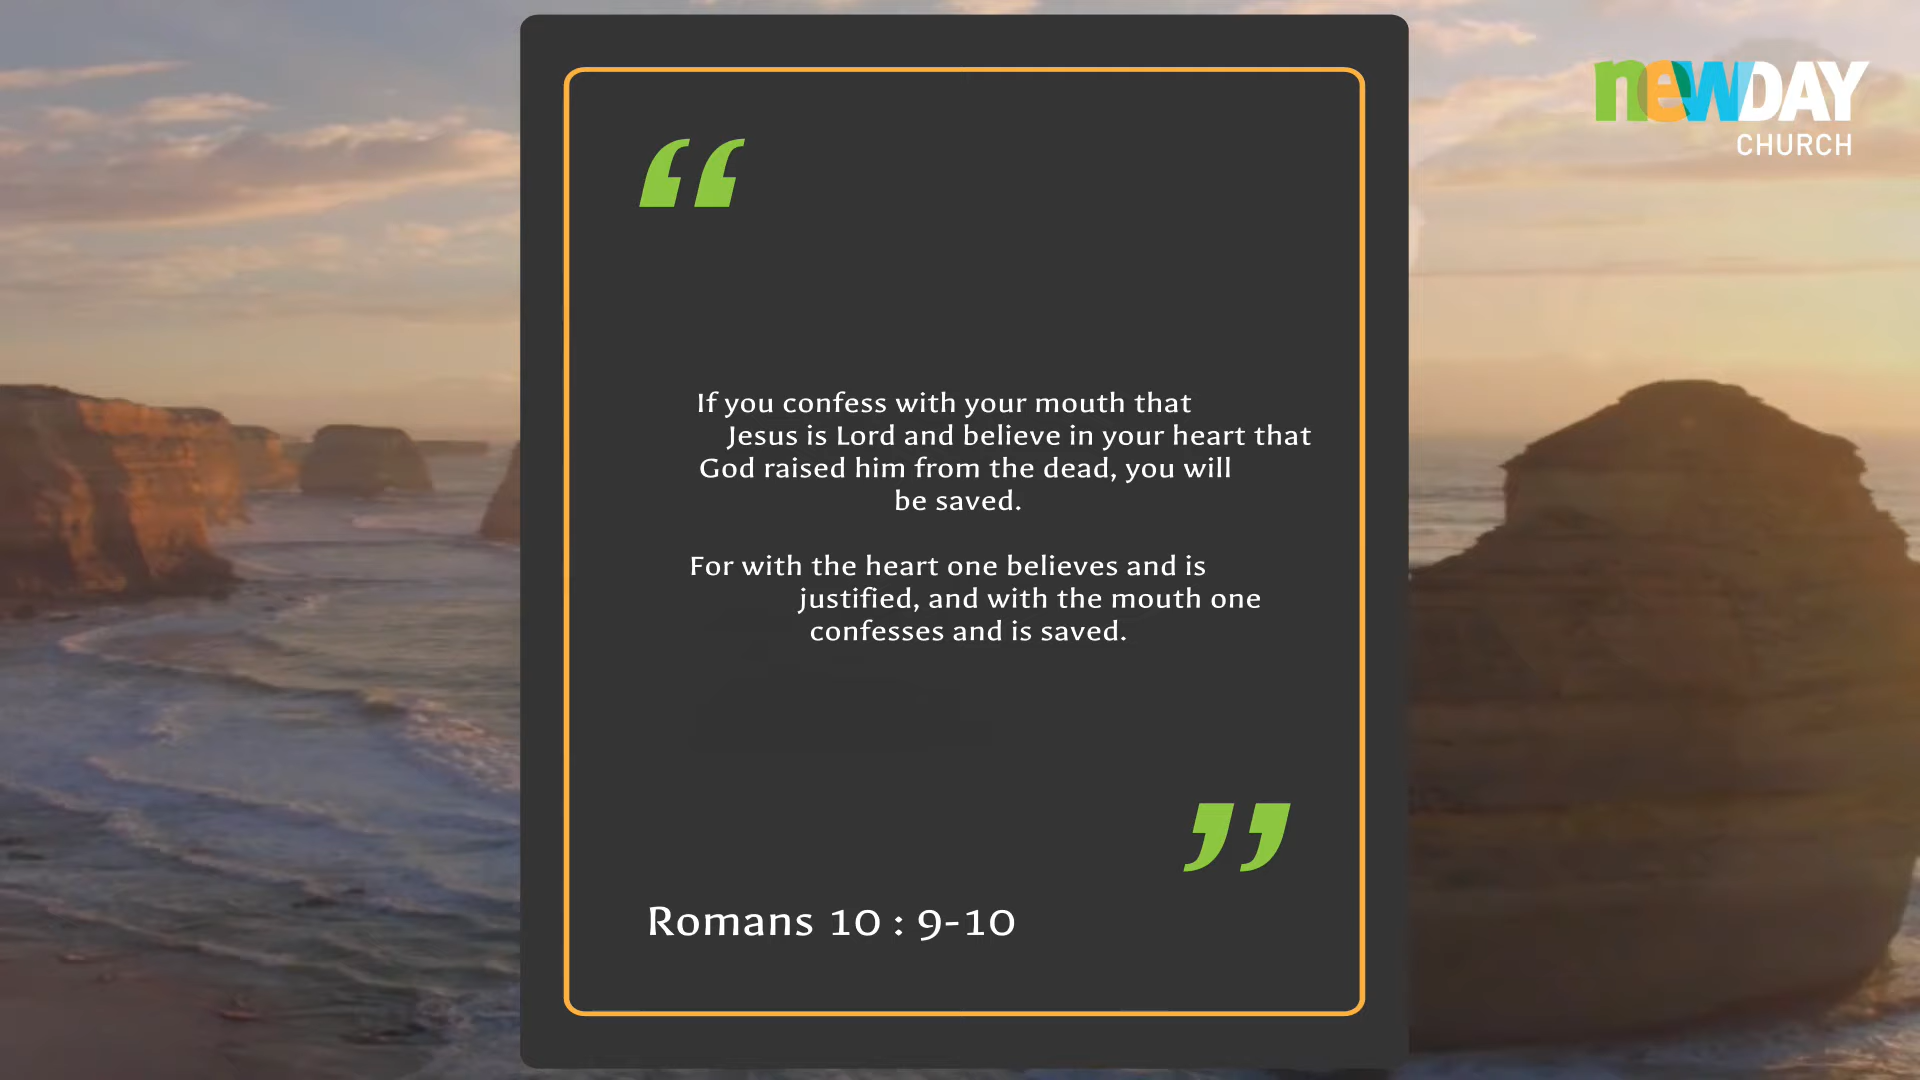 newDAY
CHURCH
“
If you confess with your mouth that
Jesus is Lord and believe in your heart that
God raised him from the dead, you will
be saved.
For with the heart one believes and is
justified, and with the mouth one
confesses and is saved.
”
Romans 10 : 9-10